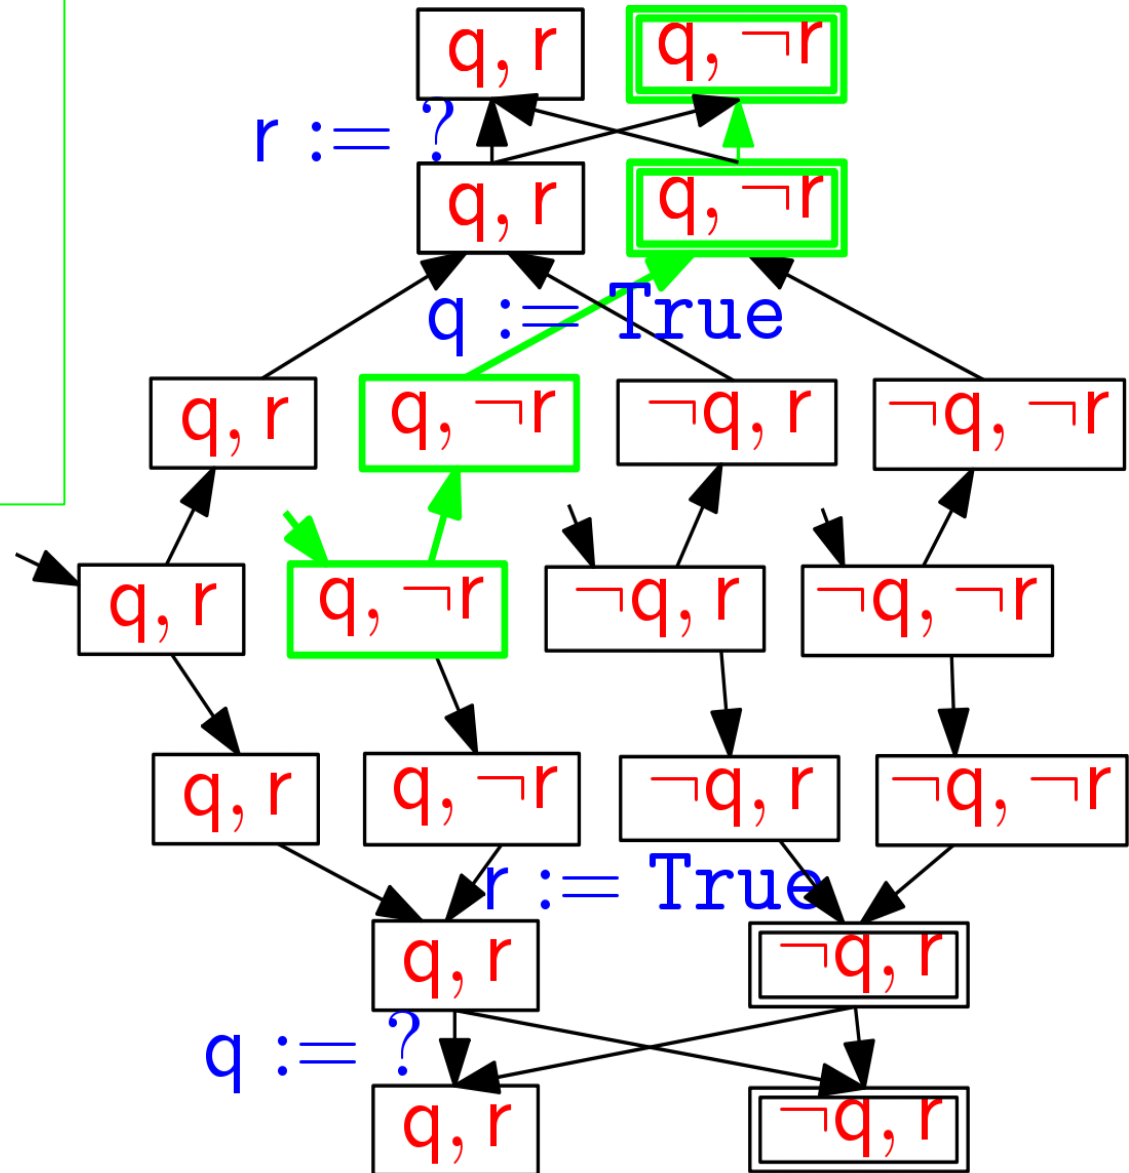 q, r q, ¬r
r := ?
q, r q, ¬r
q := True
q, r q, ¬r ¬q, r ¬q, ¬r
q, r q, ¬r ¬q, r ¬q, ¬r
q, r q, ¬r ¬q, r ¬q, ¬r
r := True
q, r ¬q, r
q := ?
q, r ¬q, r